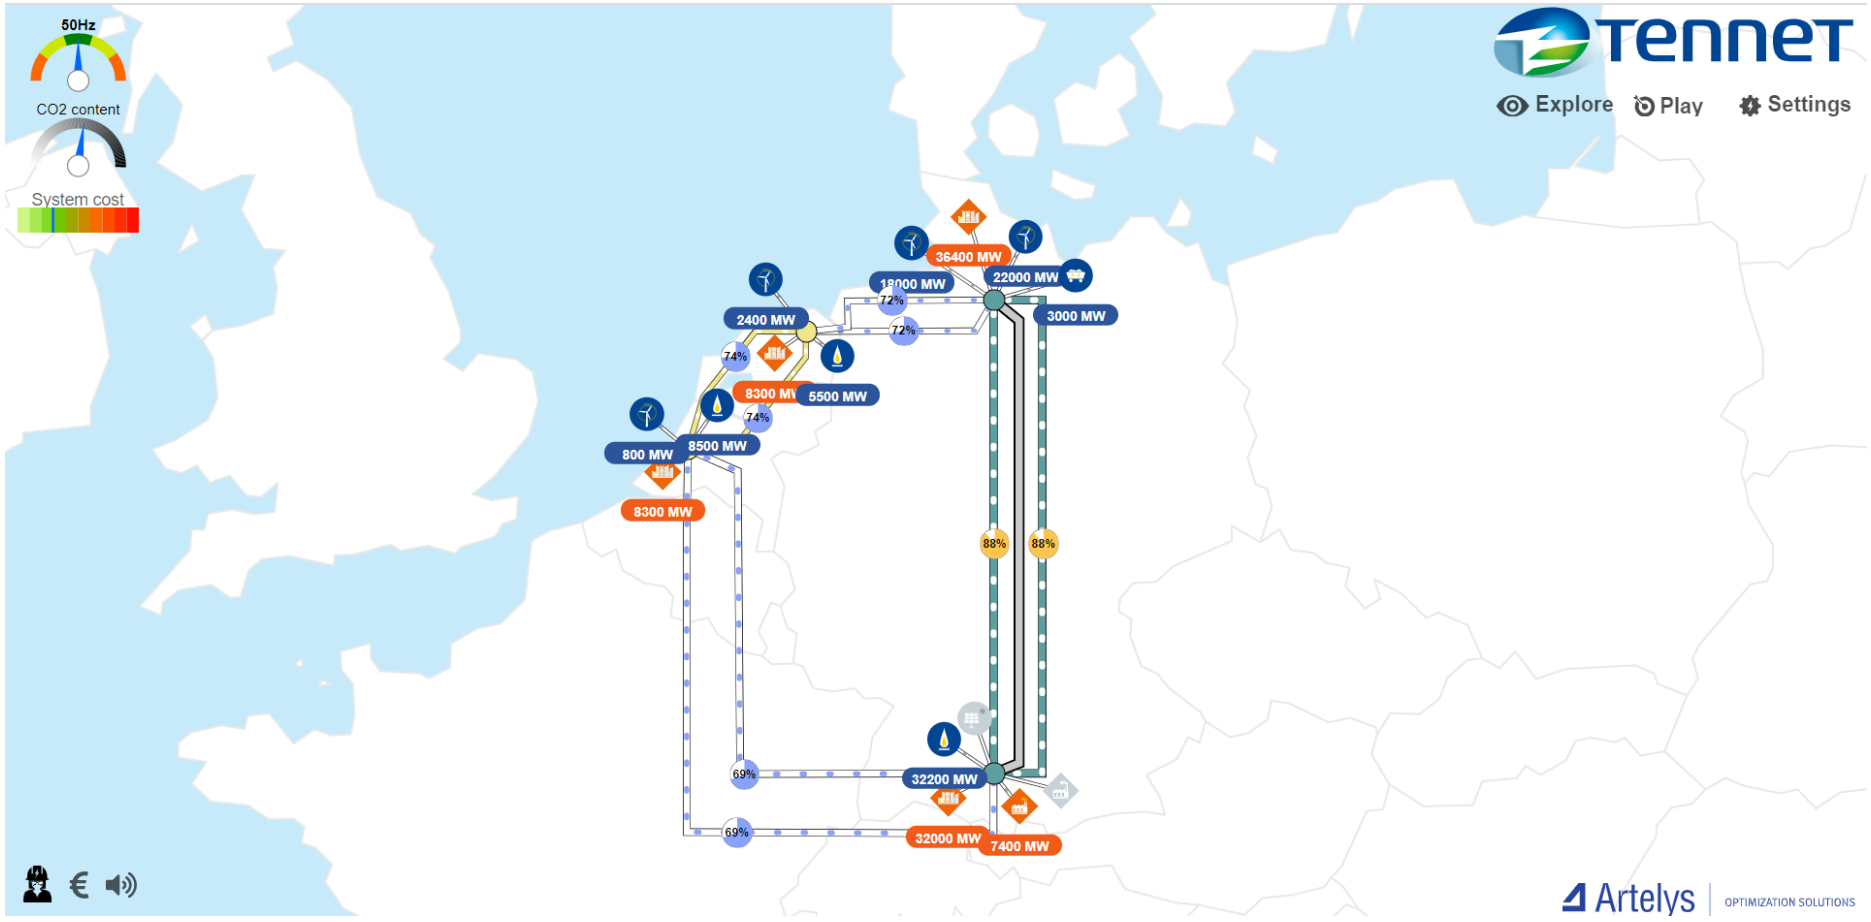 50Hz
CO2 content
System cost
TenneT
Explore
Play
Settings
36400 MW
18000 MW
22000 MW
3000 MW
72%
72%
2400 MW
74%
8300 MW
5500 MW
74%
800 MW
8500 MW
8300 MW
88%
88%
69%
32200 MW
69%
32000 MW
7400 MW
€
Artelys
OPTIMIZATION SOLUTIONS